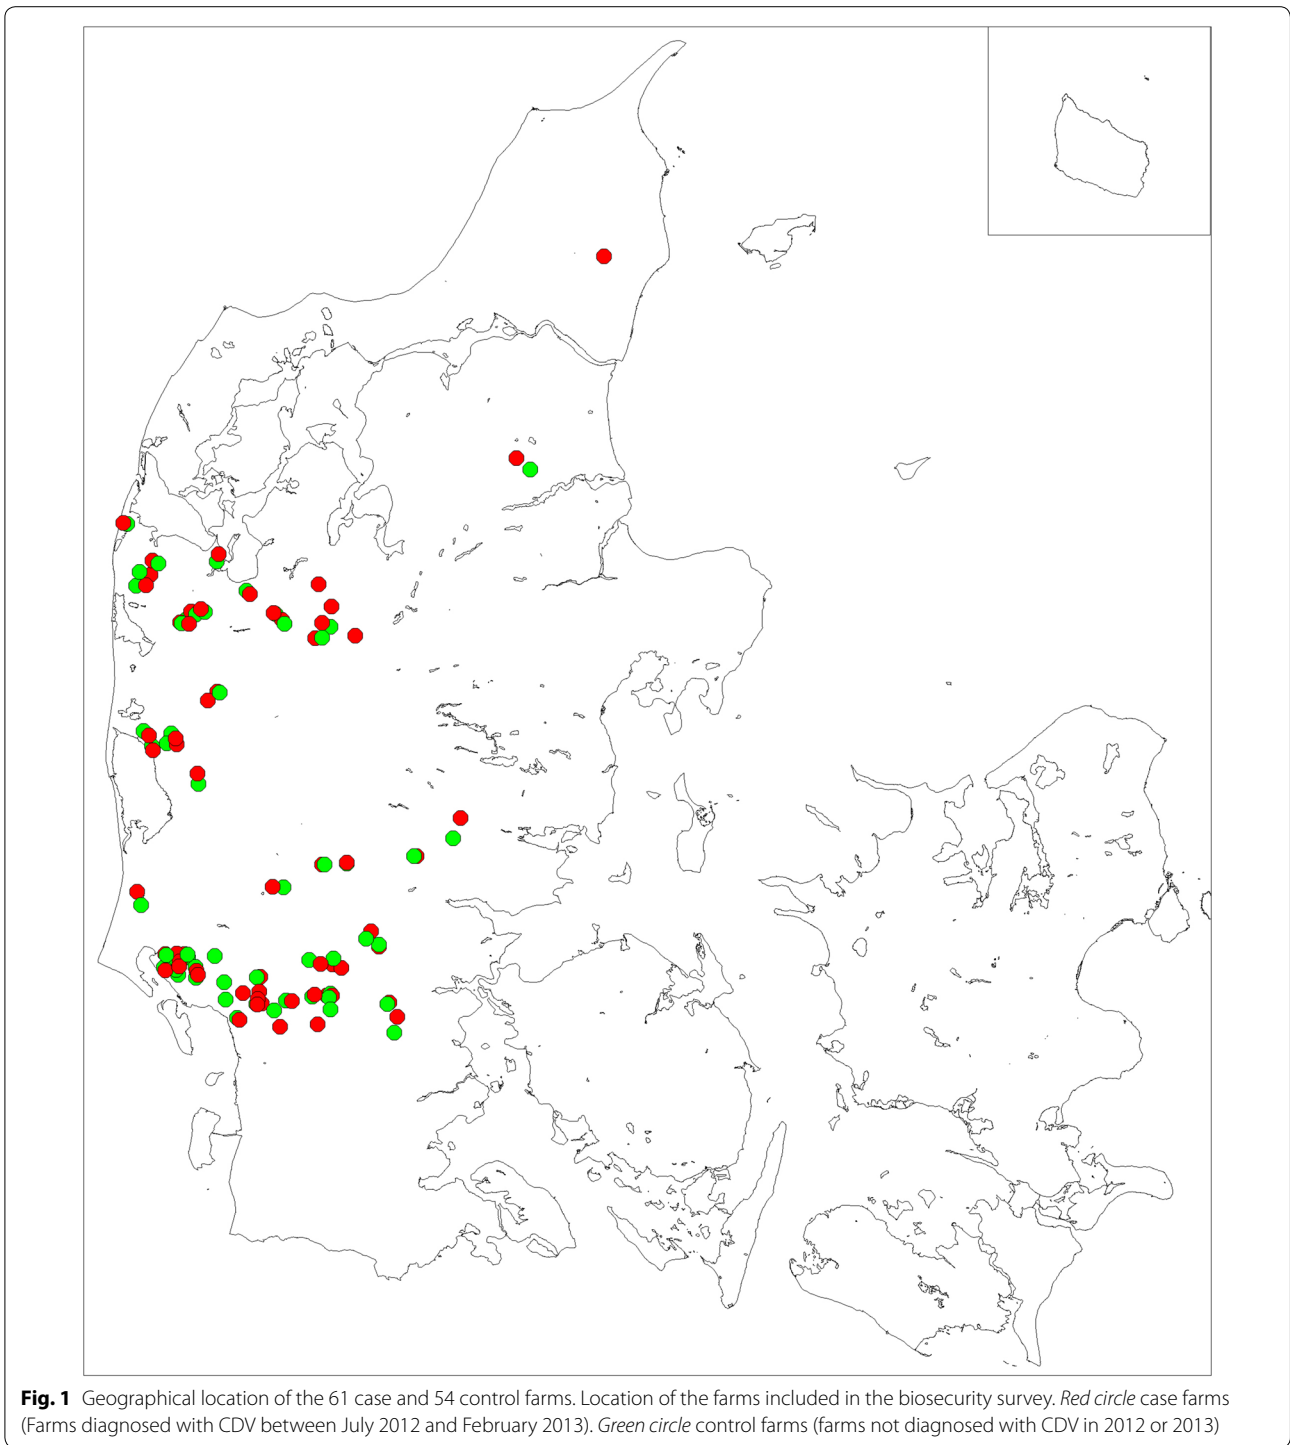 Fig. 1 Geographical location of the 61 case and 54 control farms. Location of the farms included in the biosecurity survey. Red circle case farms
(Farms diagnosed with CDV between July 2012 and February 2013). Green circle control farms (farms not diagnosed with CDV in 2012 or 2013)